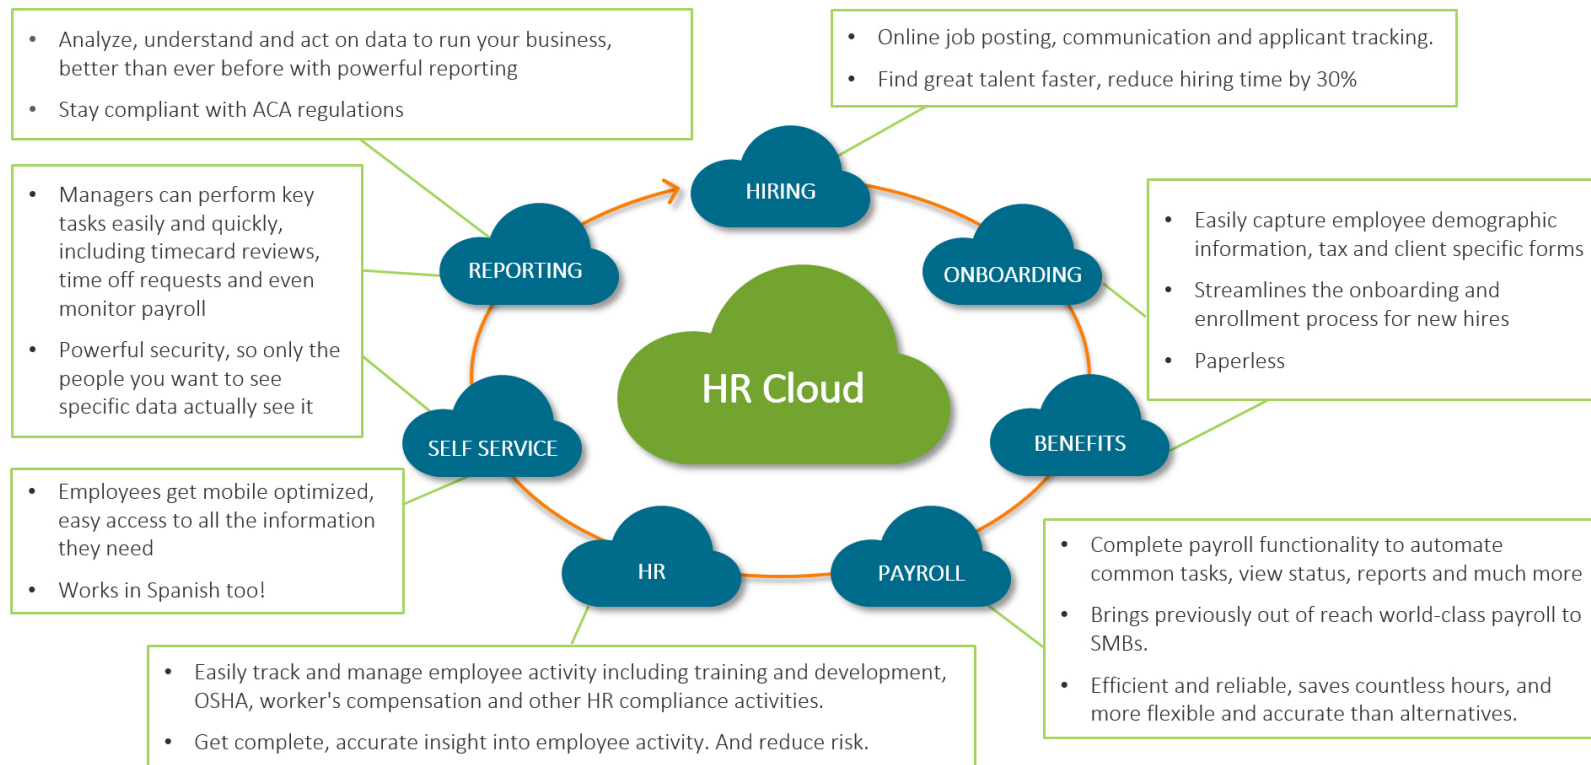 • Analyze, understand and act on data to run your business,
better than ever before with powerful reporting
• Stay compliant with ACA regulations
• Online job posting, communication and applicant tracking.
• Find great talent faster, reduce hiring time by 30%
• Managers can perform key
tasks easily and quickly,
including timecard reviews,
time off requests and even
monitor payroll
• Powerful security, so only the
people you want to see
specific data actually see it
HIRING
REPORTING
ONBOARDING
• Easily capture employee demographic
information, tax and client specific forms
• Streamlines the onboarding and
enrollment process for new hires
• Paperless
HR Cloud
SELF SERVICE
BENEFITS
• Employees get mobile optimized,
easy access to all the information
they need
• Works in Spanish too!
HR
PAYROLL
• Complete payroll functionality to automate
common tasks, view status, reports and much more
• Brings previously out of reach world-class payroll to
SMBs.
• Efficient and reliable, saves countless hours, and
more flexible and accurate than alternatives.
• Easily track and manage employee activity including training and development,
OSHA, worker's compensation and other HR compliance activities.
• Get complete, accurate insight into employee activity. And reduce risk.